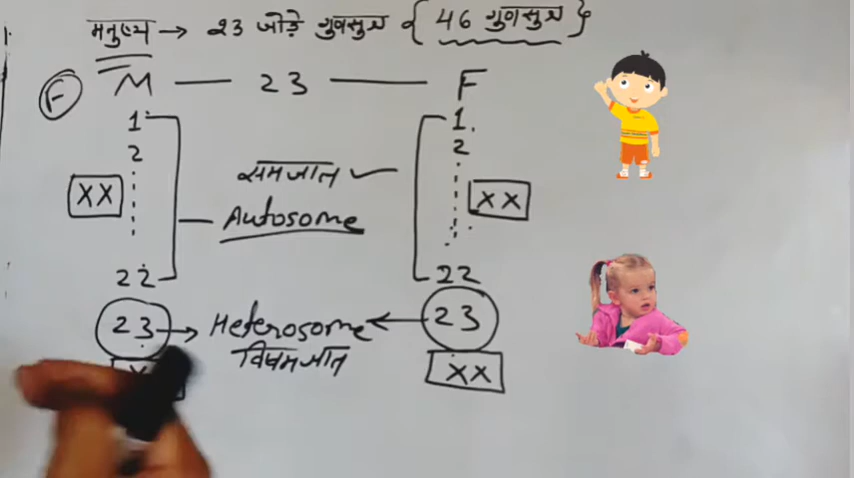 मनुष्य → 23 जोड़े गुणसुत्र {46 गुणसुत्र}
F M — 23 — F
1 1.
2 2
समजात
XX XX
Autosome
22 22
23 → Heterosome ← 23
विषमजात
X XX